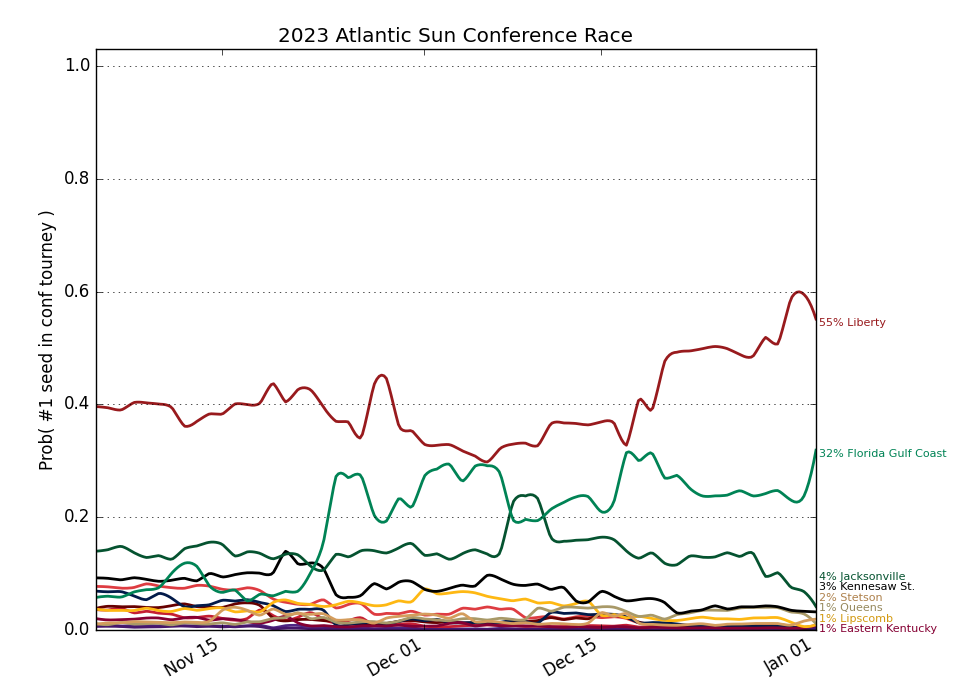 2023 Atlantic Sun Conference Race
Prob( #1 seed in conf tourney )
1.0
0.8
0.6
0.4
0.2
0.0
55% Liberty
32% Florida Gulf Coast
4% Jacksonville
3% Kennesaw St.
2% Stetson
1% Queens
1% Lipscomb
1% Eastern Kentucky
Nov 15
Dec 01
Dec 15
Jan 01